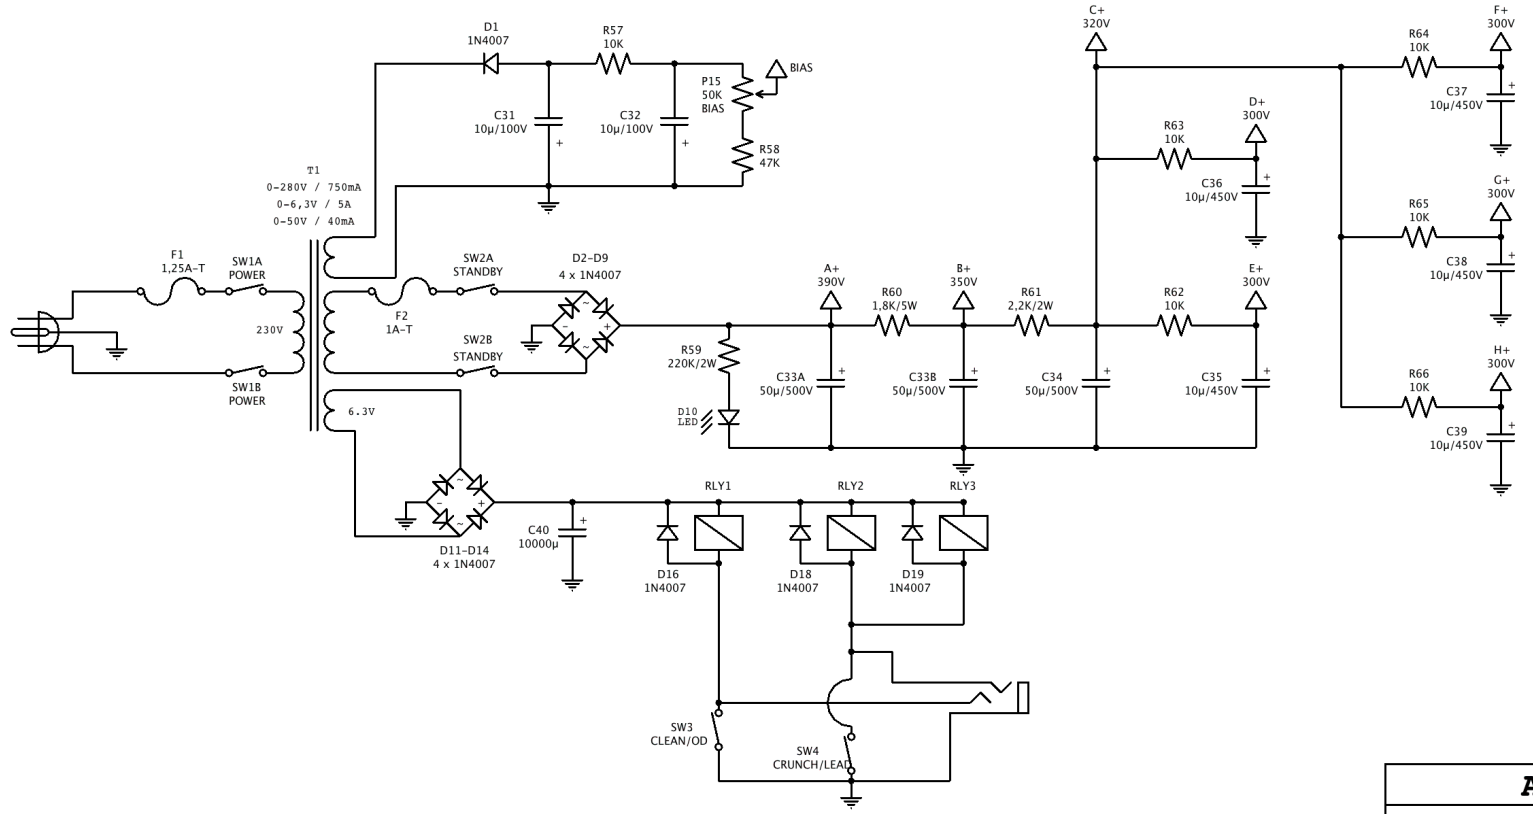 C+
320V
F+
300V
D1
1N4007
R57
10K
R64
10K
BIAS
P15
50K
BIAS
C37
10µ/450V
+
D+
300V
C31
10µ/100V
+
C32
10µ/100V
+
R63
10K
R58
47K
T1
0-280V / 750mA
0-6,3V / 5A
0-50V / 40mA
C36
10µ/450V
+
G+
300V
R65
10K
F1
1,25A-T
SW1A
POWER
SW2A
STANDBY
D2-D9
4 x 1N4007
A+
390V
B+
350V
E+
300V
C38
10µ/450V
+
R60
1,8K/5W
R61
2,2K/2W
R62
10K
F2
1A-T
230V
~
-
+
~
SW2B
STANDBY
R59
220K/2W
H+
300V
SW1B
POWER
C33A
50µ/500V
+
C33B
50µ/500V
+
C34
50µ/500V
+
C35
10µ/450V
+
R66
10K
6.3V
D10
LED
C39
10µ/450V
+
RLY1
RLY2
RLY3
~
-
+
~
C40
10000µ
+
D11-D14
4 x 1N4007
D16
1N4007
D18
1N4007
D19
1N4007
SW3
CLEAN/OD
SW4
CRUNCH/LEAD